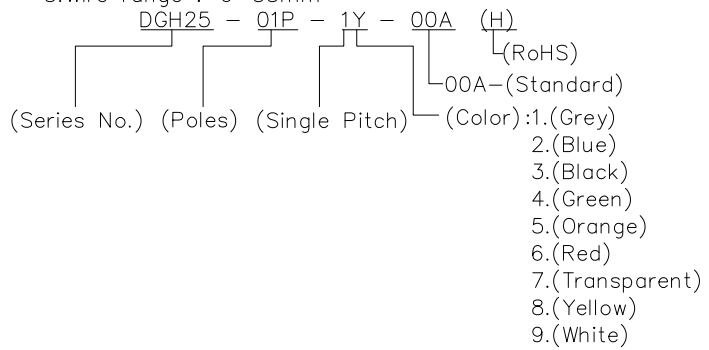 DGH25 - 01P - 1Y - 00A (H)
(RoHS)
00A-(Standard)
(Series No.) (Poles) (Single Pitch) (Color):1.(Grey)
2.(Blue)
3.(Black)
4.(Green)
5.(Orange)
6.(Red)
7.(Transparent)
8.(Yellow)
9.(White)